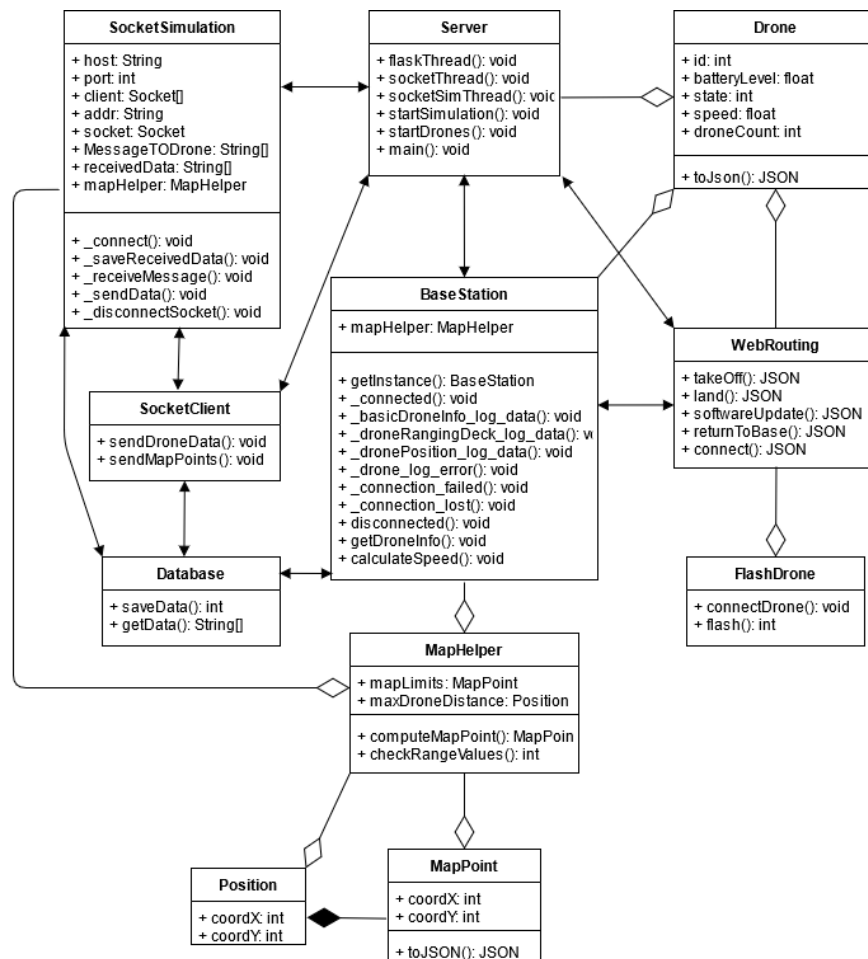 SocketSimulation
+ host: String
+ port: int
+ client: Socket[]
+ addr: String
+ socket: Socket
+ MessageTODrone: String[]
+ receivedData: String[]
+ mapHelper: MapHelper
+ _connect(): void
+ _saveReceivedData(): void
+ _receiveMessage(): void
+ _sendData(): void
+ _disconnectSocket(): void
Server
+ flaskThread(): void
+ socketThread(): void
+ socketSimThread(): void
+ startSimulation(): void
+ startDrones(): void
+ main(): void
Drone
+ id: int
+ batteryLevel: float
+ state: int
+ speed: float
+ droneCount: int
+ toJson(): JSON
BaseStation
+ mapHelper: MapHelper
+ getInstance(): BaseStation
+ _connected(): void
+ _basicDroneInfo_log_data(): void
+ _droneRangingDeck_log_data(): v
+ _dronePosition_log_data(): void
+ _drone_log_error(): void
+ _connection_failed(): void
+ _connection_lost(): void
+ disconnected(): void
+ getDroneInfo(): void
+ calculateSpeed(): void
WebRouting
+ takeOff(): JSON
+ land(): JSON
+ softwareUpdate(): JSON
+ returnToBase(): JSON
+ connect(): JSON
SocketClient
+ sendDroneData(): void
+ sendMapPoints(): void
Database
+ saveData(): int
+ getData(): String[]
FlashDrone
+ connectDrone(): void
+ flash(): int
MapHelper
+ mapLimits: MapPoint
+ maxDroneDistance: Position
+ computeMapPoint(): MapPoin
+ checkRangeValues(): int
Position
+ coordX: int
+ coordY: int
MapPoint
+ coordX: int
+ coordY: int
+ toJSON(): JSON